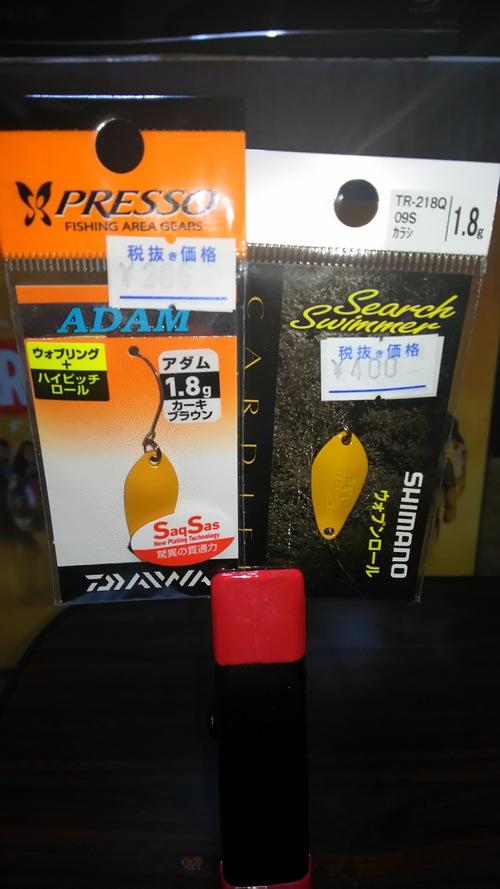 PRESSO
FISHING AREA GEARS
税抜き価格
ADAM
ウォブリング
+
ハイピッチ
ロール
アダム
1.8g
カーキ
ブラウン
SaqSas
New Plating Technology
驚異の貫通力
DAIWA
TR-218Q
09S
カラシ
1.8g
Search
Swimmer
税抜き価格
¥400
CARDIF
SHIMANO
ウォブンロール